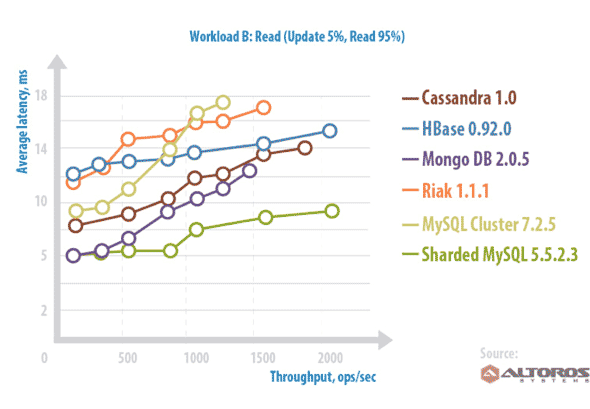 Workload B: Read (Update 5%, Read 95%)
Average latency, ms
18
14
10
5
2
0
500
1000
1500
2000
Throughput, ops/sec
Cassandra 1.0
HBase 0.92.0
Mongo DB 2.0.5
Riak 1.1.1
MySQL Cluster 7.2.5
Sharded MySQL 5.5.2.3
Source:
ALTOROS
SYSTEMS